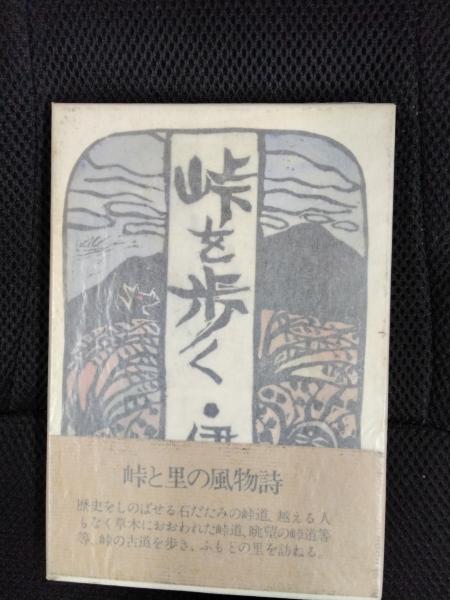 峠を歩く・伊
峠と里の風物詩
歴史をしのばせる石だたみの峠道、越える人
もなく草木におおわれた峠道、眺望の峠道等
等、峠の古道を歩き、ふもとの里を訪ねる。